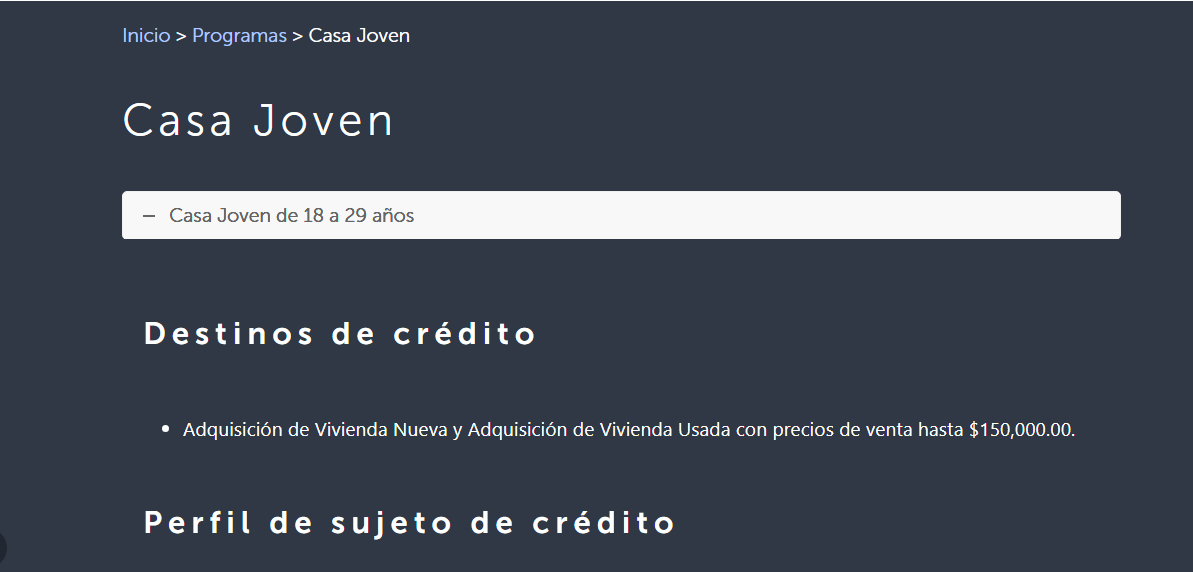 Inicio > Programas > Casa Joven
Casa Joven
– Casa Joven de 18 a 29 años
Destinos de crédito
• Adquisición de Vivienda Nueva y Adquisición de Vivienda Usada con precios de venta hasta $150,000.00.
Perfil de sujeto de crédito